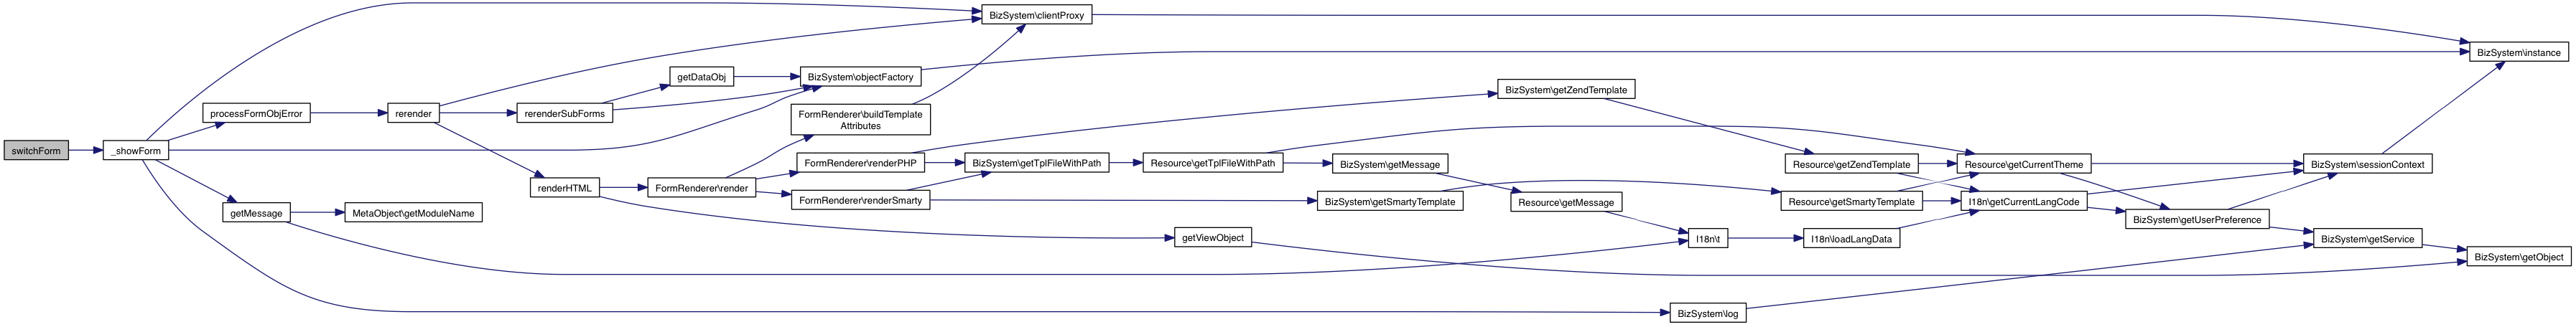 switchForm
_showForm
processFormObjError
getMessage
rerender
MetaObject\getModuleName
rerenderSubForms
renderHTML
getDataObj
FormRenderer\render
BizSystem\objectFactory
FormRenderer\buildTemplate
Attributes
FormRenderer\renderPHP
FormRenderer\renderSmarty
BizSystem\clientProxy
BizSystem\getTplFileWithPath
Resource\getTplFileWithPath
getViewObject
BizSystem\getMessage
BizSystem\getSmartyTemplate
BizSystem\getZendTemplate
Resource\getMessage
I18n\t
BizSystem\log
Resource\getZendTemplate
Resource\getSmartyTemplate
I18n\loadLangData
Resource\getCurrentTheme
I18n\getCurrentLangCode
BizSystem\getUserPreference
BizSystem\sessionContext
BizSystem\getService
BizSystem\instance
BizSystem\getObject